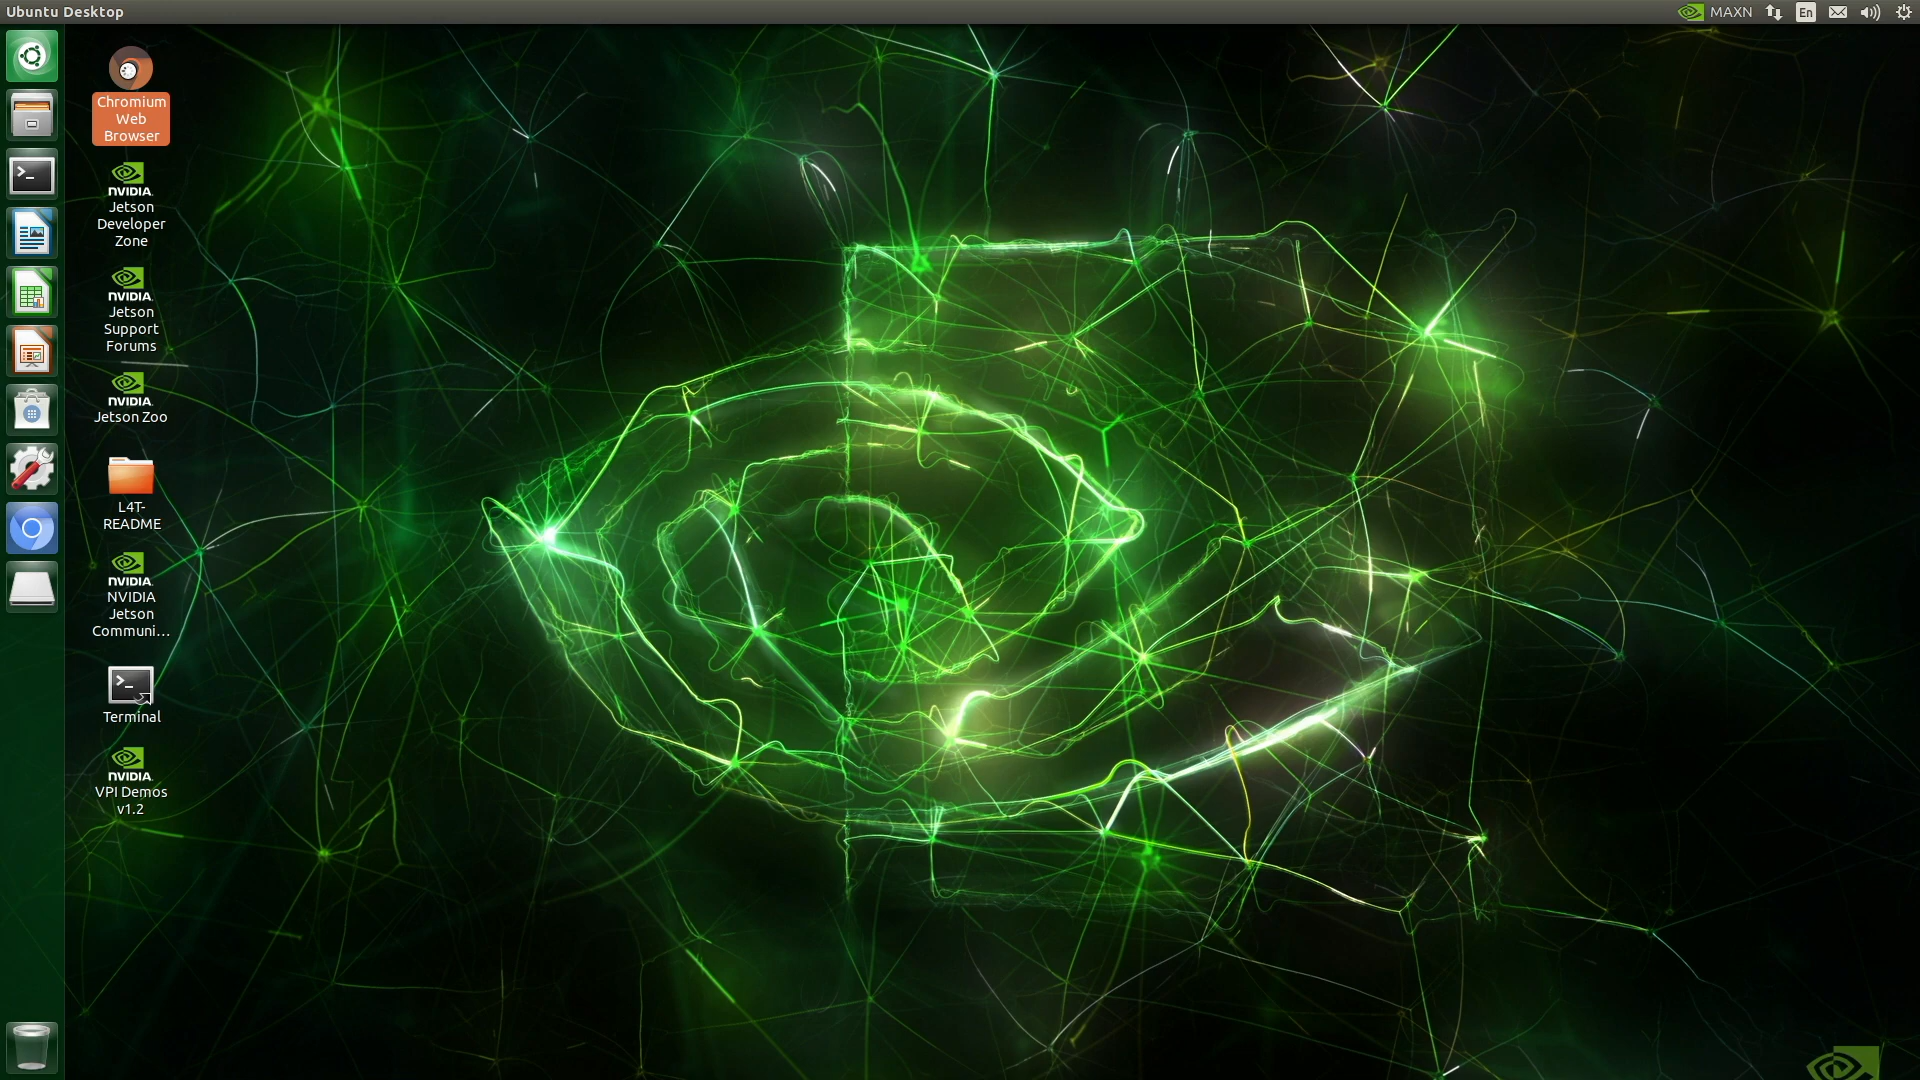 Ubuntu Desktop
MAXN
En
Chromium
Web
Browser
NVIDIA.
Jetson
Developer
Zone
NVIDIA.
Jetson
Support
Forums
NVIDIA.
Jetson Zoo
L4T-
README
NVIDIA.
NVIDIA
Jetson
Communi...
>_
Terminal
NVIDIA.
VPI Demos
v1.2